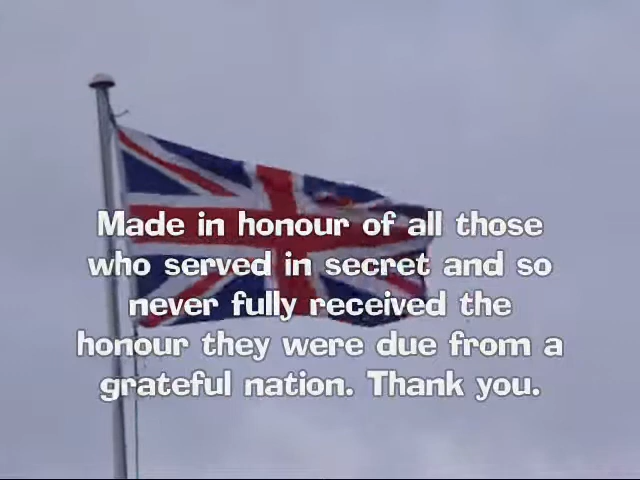 Made in honour of all those
who served in secret and so
never fully received the
honour they were due from a
grateful nation. Thank you.